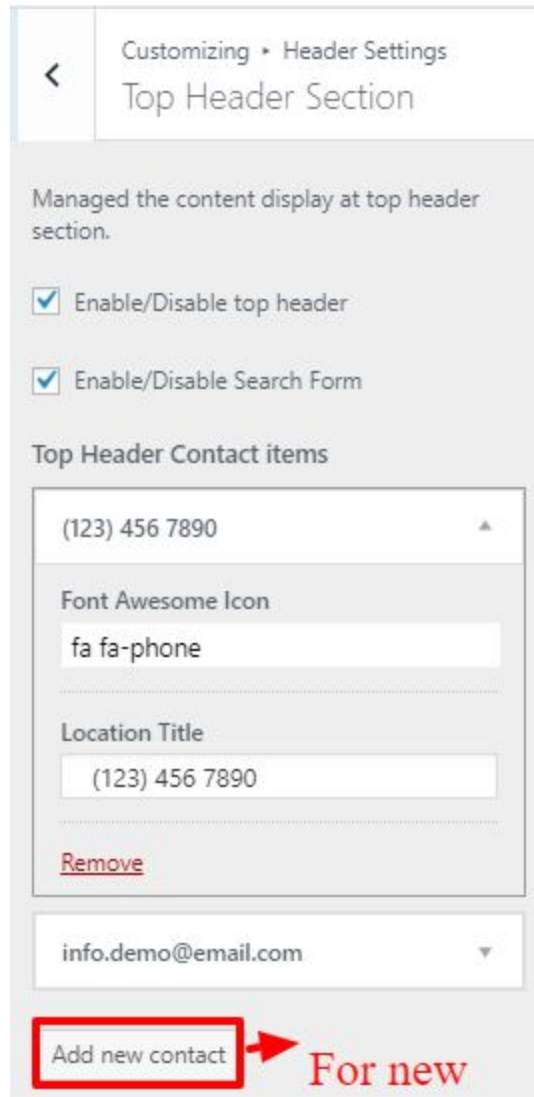 Customizing ▸ Header Settings
Top Header Section
Managed the content display at top header
section.
Enable/Disable top header
Enable/Disable Search Form
Top Header Contact items
(123) 456 7890
Font Awesome Icon
fa fa-phone
Location Title
(123) 456 7890
Remove
info.demo@email.com
Add new contact
For new